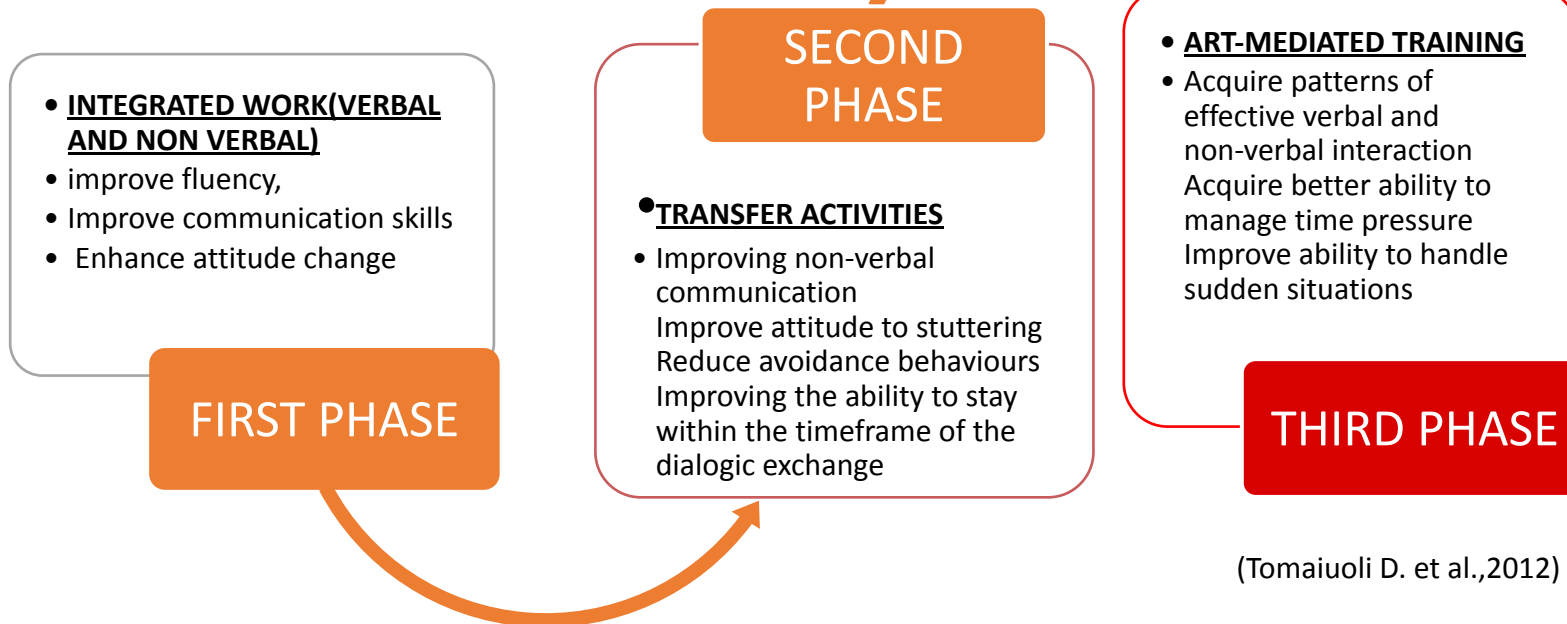 • INTEGRATED WORK(VERBAL
AND NON VERBAL)
• improve fluency,
• Improve communication skills
• Enhance attitude change
FIRST PHASE
SECOND
PHASE
•TRANSFER ACTIVITIES
• Improving non-verbal
communication
Improve attitude to stuttering
Reduce avoidance behaviours
Improving the ability to stay
within the timeframe of the
dialogic exchange
• ART-MEDIATED TRAINING
• Acquire patterns of
effective verbal and
non-verbal interaction
Acquire better ability to
manage time pressure
Improve ability to handle
sudden situations
THIRD PHASE
(Tomaiuoli D. et al.,2012)